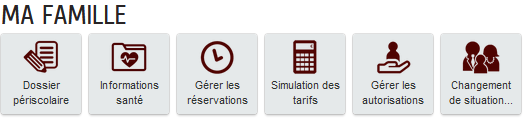 MA FAMILLE
Dossier
périscolaire
Informations
santé
Gérer les
réservations
Simulation des
tarifs
Gérer les
autorisations
Changement
de situation...